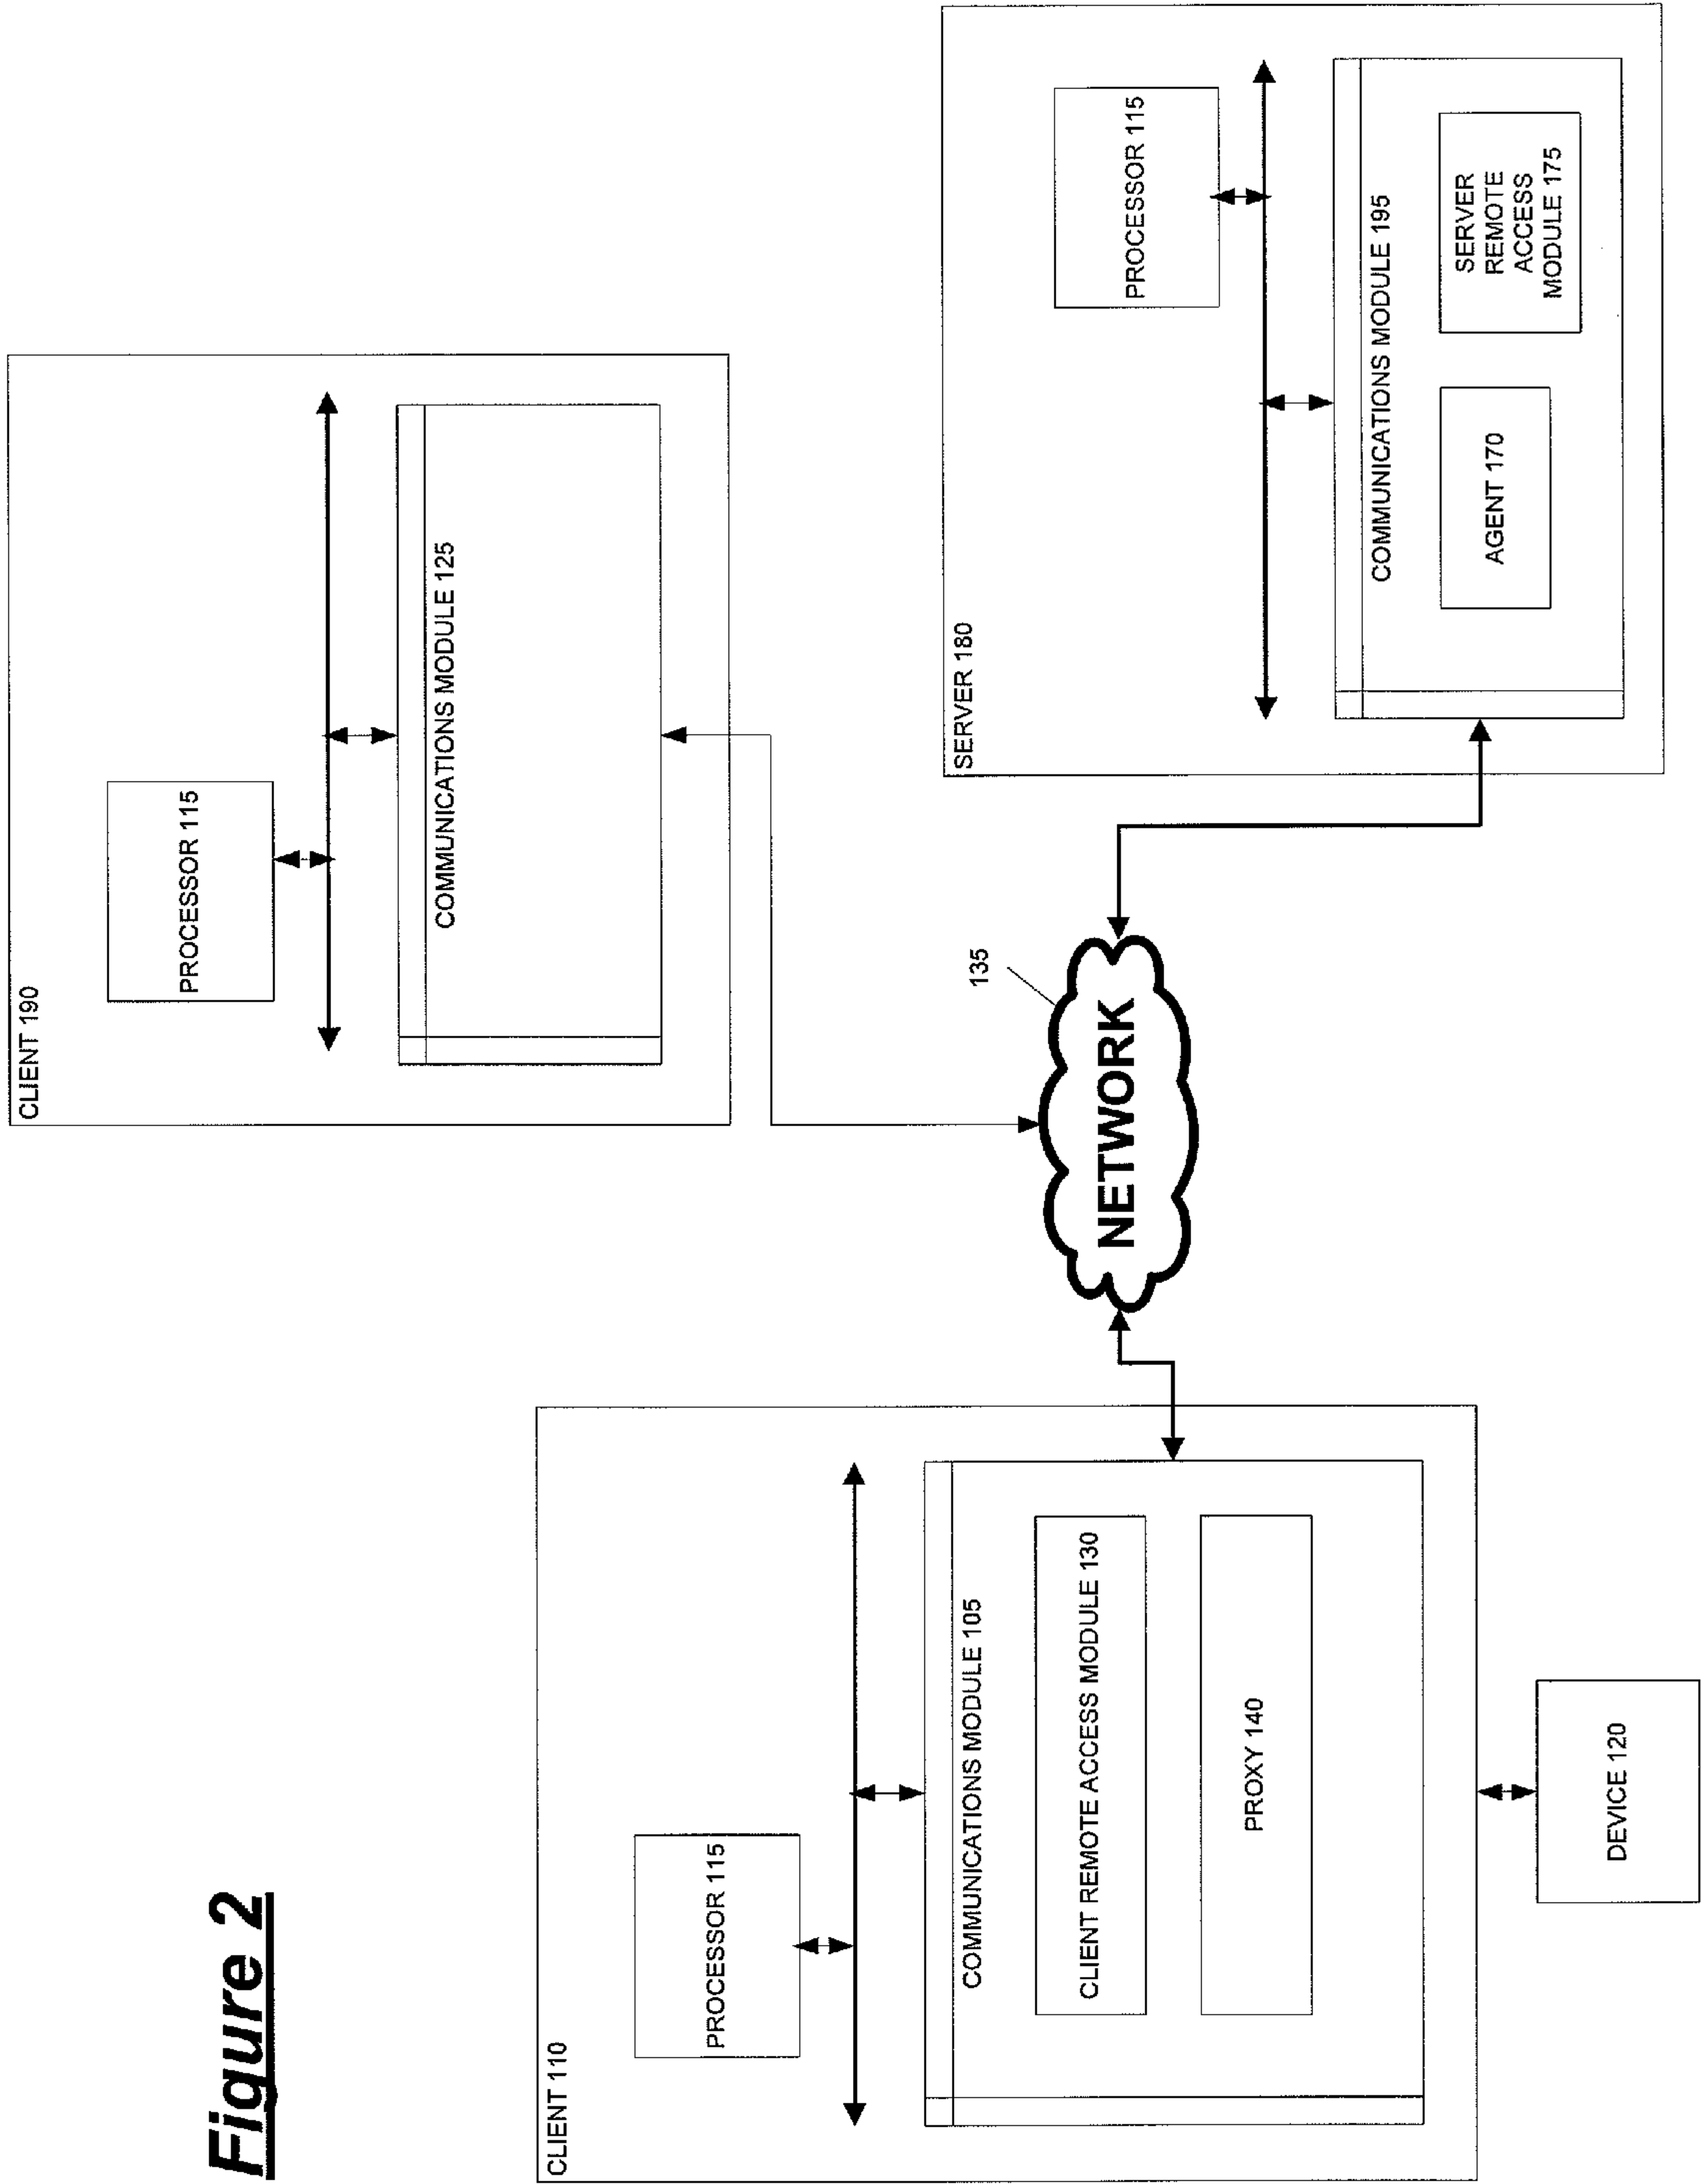 Figure 2
CLIENT 110
PROCESSOR 115
COMMUNICATIONS MODULE 105
CLIENT REMOTE ACCESS MODULE 130
PROXY 140
DEVICE 120
NETWORK
135
CLIENT 190
PROCESSOR 115
COMMUNICATIONS MODULE 125
SERVER 180
PROCESSOR 115
COMMUNICATIONS MODULE 195
AGENT 170
SERVER
REMOTE
ACCESS
MODULE 175